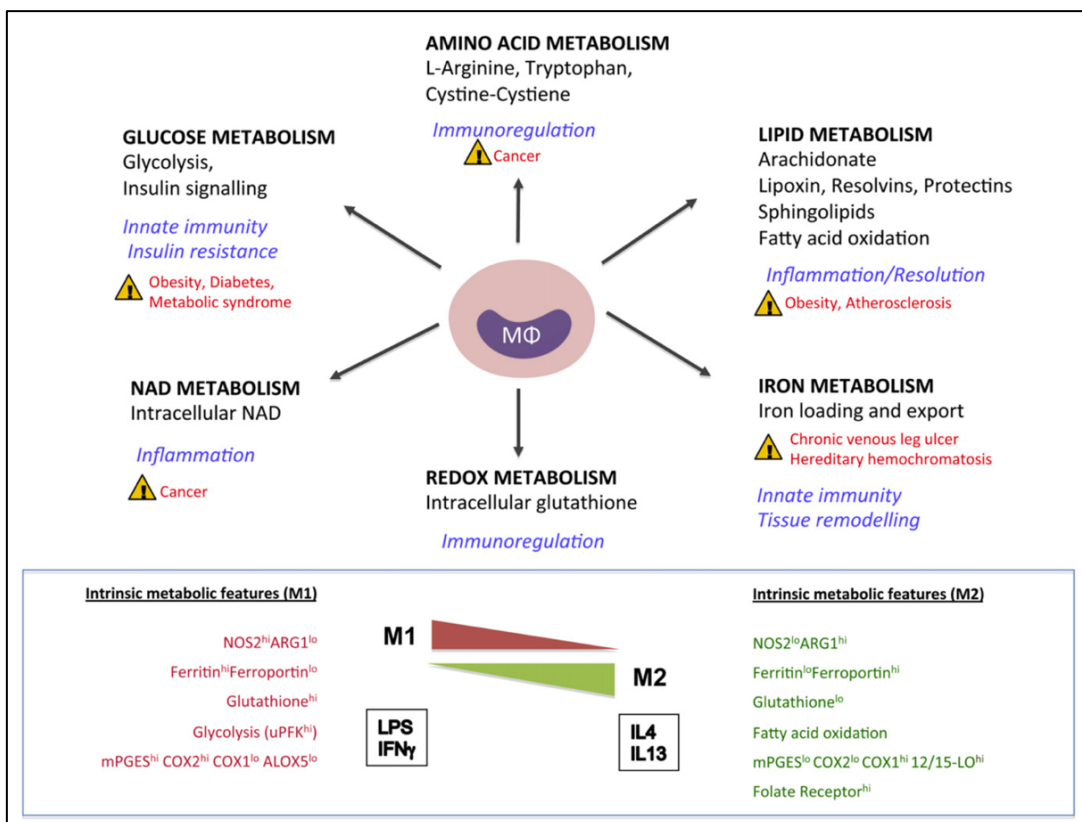 AMINO ACID METABOLISM
L-Arginine, Tryptophan,
Cystine-Cystiene
Immunoregulation
Cancer
GLUCOSE METABOLISM
Glycolysis,
Insulin signalling
Innate immunity
Insulin resistance
Obesity, Diabetes,
Metabolic syndrome
LIPID METABOLISM
Arachidonate
Lipoxin, Resolvins, Protectins
Sphingolipids
Fatty acid oxidation
Inflammation/Resolution
Obesity, Atherosclerosis
MΦ
NAD METABOLISM
Intracellular NAD
Inflammation
Cancer
REDOX METABOLISM
Intracellular glutathione
Immunoregulation
IRON METABOLISM
Iron loading and export
Chronic venous leg ulcer
Hereditary hemochromatosis
Innate immunity
Tissue remodelling
Intrinsic metabolic features (M1)
NOS2hiARG1lo
FerritinhiFerroportinlo
Glutathionehi
Glycolysis (uPFKhi)
mPGEShi COX2hi COX1lo ALOX5lo
M1
M2
LPS
IFNγ
IL4
IL13
Intrinsic metabolic features (M2)
NOS2loARG1hi
FerritinloFerroportinhi
Glutathionelo
Fatty acid oxidation
mPGESlo COX2lo COX1hi 12/15-LOhi
Folate Receptorhi